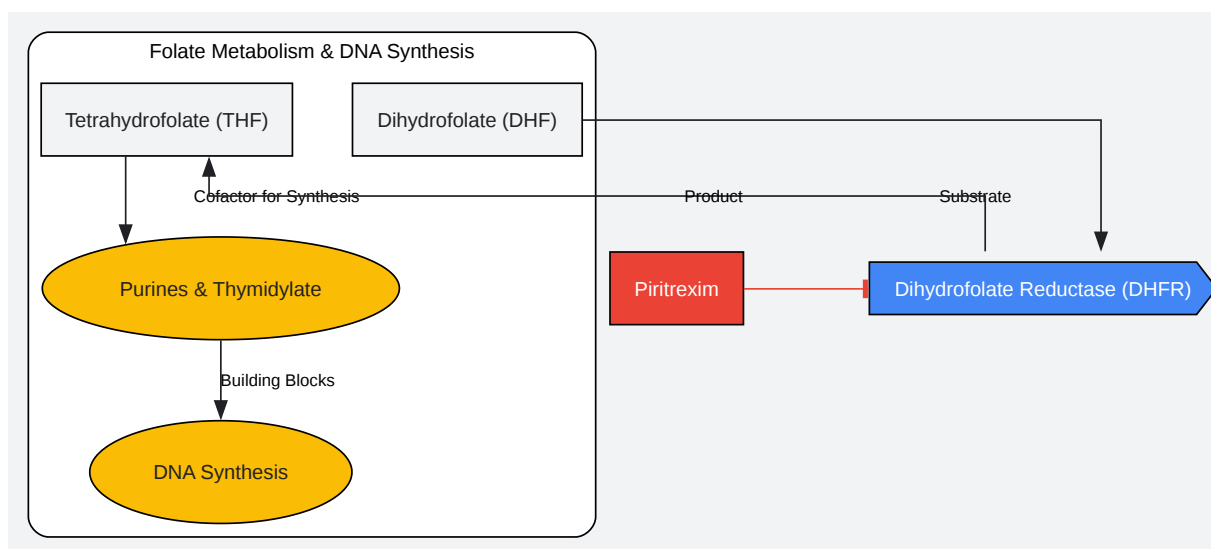 Folate Metabolism & DNA Synthesis
Tetrahydrofolate (THF)
Dihydrofolate (DHF)
Cofactor for Synthesis
Product
Substrate
Purines & Thymidylate
Piritrexim
Dihydrofolate Reductase (DHFR)
Building Blocks
DNA Synthesis